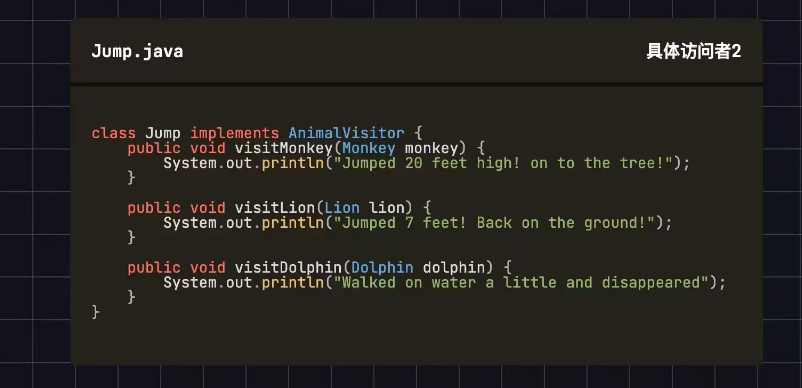 Jump.java
具体访问者2
class Jump implements AnimalVisitor {
    public void visitMonkey(Monkey monkey) {
        System.out.println("Jumped 20 feet high! on to the tree!");
    }

    public void visitLion(Lion lion) {
        System.out.println("Jumped 7 feet! Back on the ground!");
    }

    public void visitDolphin(Dolphin dolphin) {
        System.out.println("Walked on water a little and disappeared");
    }
}